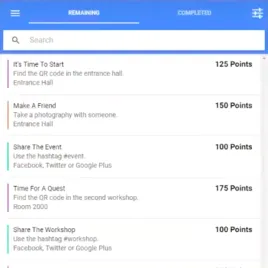 REMAINING
COMPLETED
Search
It's Time To Start
125 Points
Find the QR code in the entrance hall.
Entrance Hall
Make A Friend
150 Points
Take a photography with someone.
Entrance Hall
Share The Event
100 Points
Use the hashtag #event.
Facebook, Twitter or Google Plus
Time For A Quest
175 Points
Find the QR code in the second workshop.
Room 2000
Share The Workshop
100 Points
Use the hashtag #workshop.
Facebook, Twitter or Google Plus